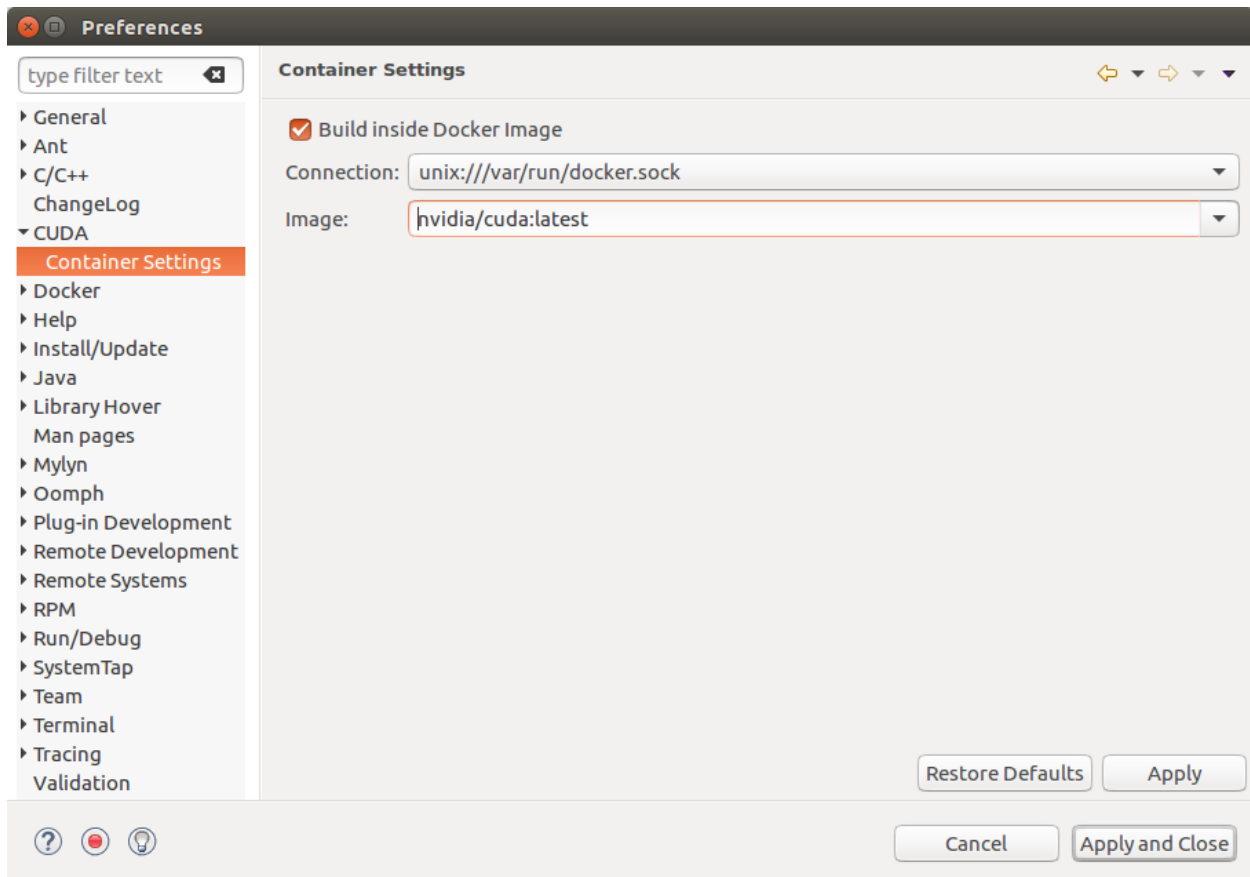 Preferences
type filter text
General
Ant
C/C++
ChangeLog
CUDA
Container Settings
Docker
Help
Install/Update
Java
Library Hover
Man pages
Mylyn
Oomph
Plug-in Development
Remote Development
Remote Systems
RPM
Run/Debug
SystemTap
Team
Terminal
Tracing
Validation
Container Settings
Build inside Docker Image
Connection: unix:///var/run/docker.sock
Image: nvidia/cuda:latest
Restore Defaults Apply
Cancel Apply and Close